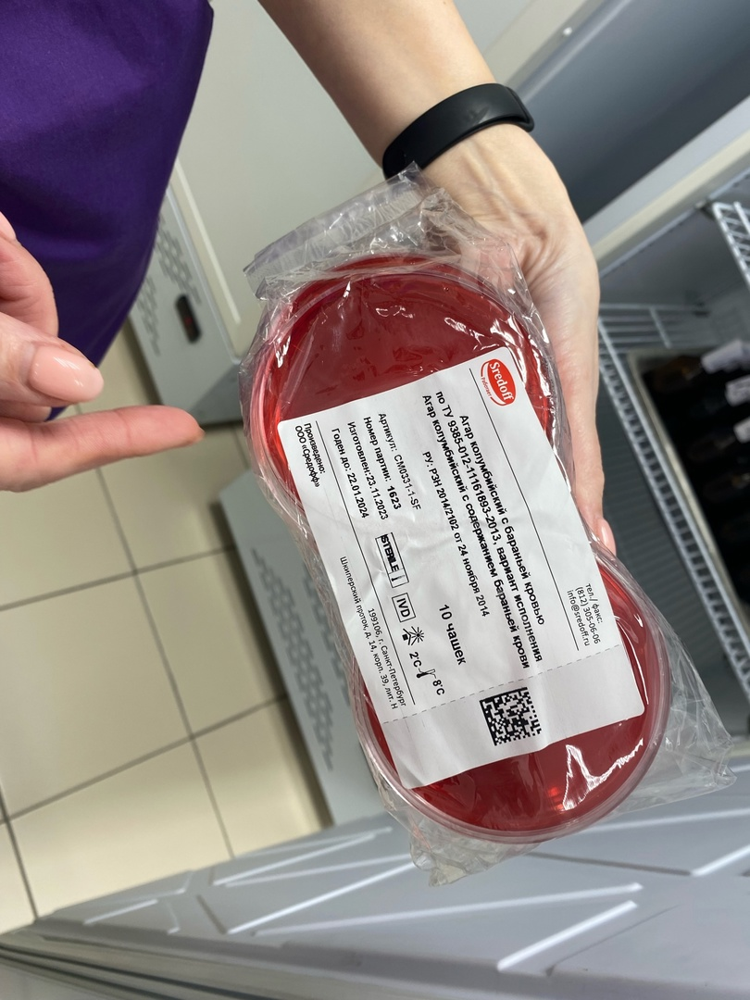 Sredoff
Работает
Агар колумбийский с бараньей кровью
по ТУ 9385-012-11161893-2013, вариант исполнения
Агар колумбийский с содержанием бараньей крови
РУ: РЗН 2014/2102 от 24 ноября 2014
10 чашек
тел./ факс:
(812) 305-06-06
info@sredoff.ru
Артикул: CM0331-1-SF
Номер партии: 1623
Изготовлен:23.11.2023
Годен до: 22.01.2024
STERILE
IVD
2°C
8°C
Произведено:
ООО «Средофф»
199106, г. Санкт-Петербург
Шкиперский проток, д. 14, корп. 39, лит. Н